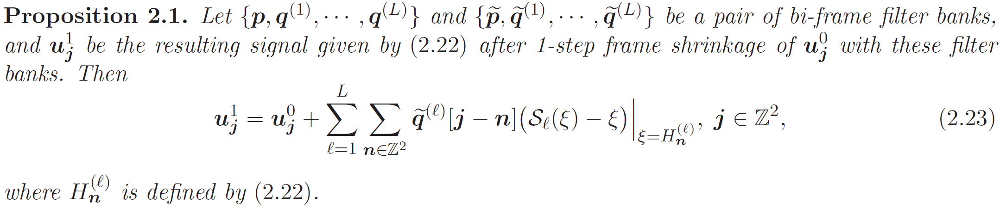 Proposition 2.1. Let {p, q^{(1)}, ⋯ , q^{(L)}} and {p̃, q̃^{(1)}, ⋯ , q̃^{(L)}} be a pair of bi-frame filter banks,
and u_j^1 be the resulting signal given by (2.22) after 1-step frame shrinkage of u_j^0 with these filter
banks. Then
u_j^1 = u_j^0 + \sum_{ℓ=1}^{L} \sum_{n∈ℤ^2} q̃^{(ℓ)}[j − n](𝒮_ℓ(ξ) − ξ)|_{ξ=H_n^{(ℓ)}}, j ∈ ℤ^2, (2.23)
where H_n^{(ℓ)} is defined by (2.22).